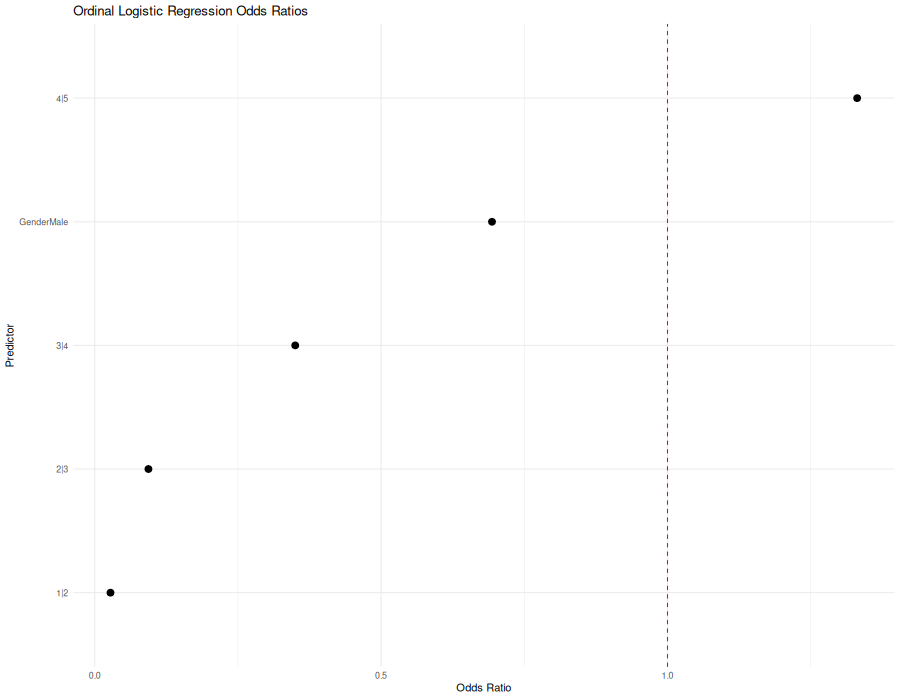 Ordinal Logistic Regression Odds Ratios
4|5
GenderMale
3|4
2|3
1|2
Predictor
0.0 0.5 1.0
Odds Ratio